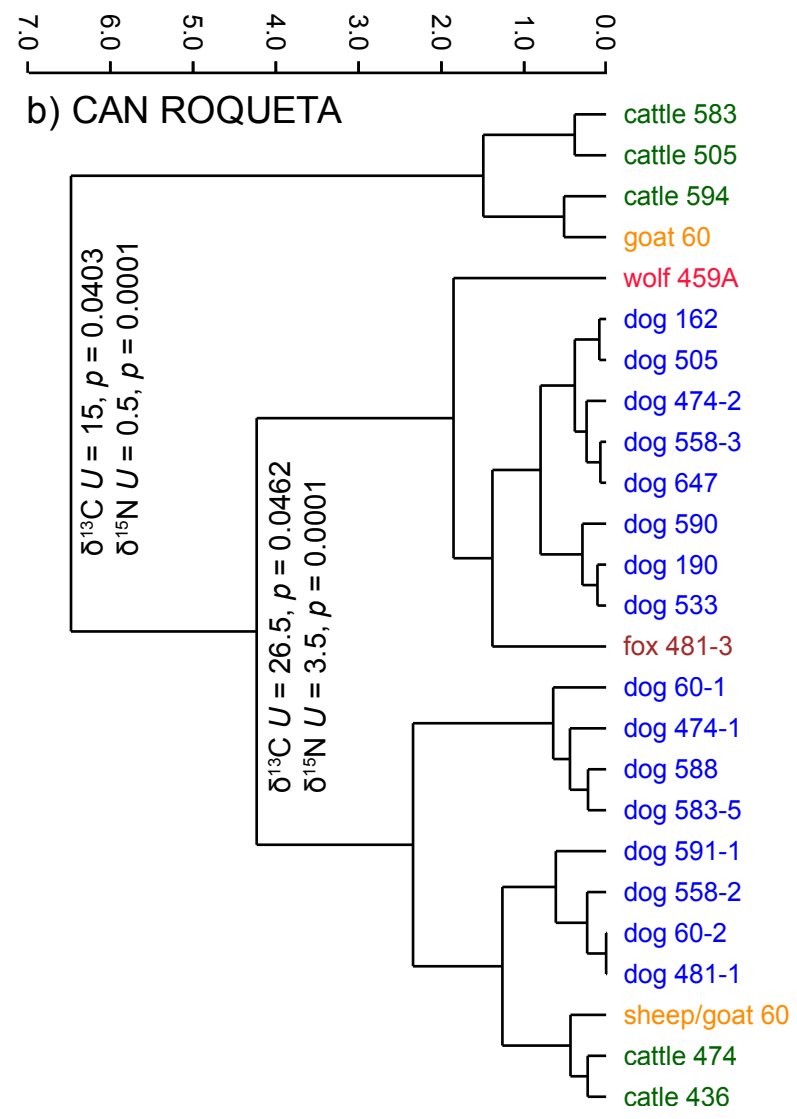 7.0 6.0 5.0 4.0 3.0 2.0 1.0 0.0
b) CAN ROQUETA
cattle 583
cattle 505
catle 594
goat 60
wolf 459A
dog 162
dog 505
dog 474-2
dog 558-3
dog 647
dog 590
dog 190
dog 533
fox 481-3
dog 60-1
dog 474-1
dog 588
dog 583-5
dog 591-1
dog 558-2
dog 60-2
dog 481-1
sheep/goat 60
cattle 474
catle 436
δ¹³C U = 15, p = 0.0403
δ¹⁵N U = 0.5, p = 0.0001
δ¹³C U = 26.5, p = 0.0462
δ¹⁵N U = 3.5, p = 0.0001